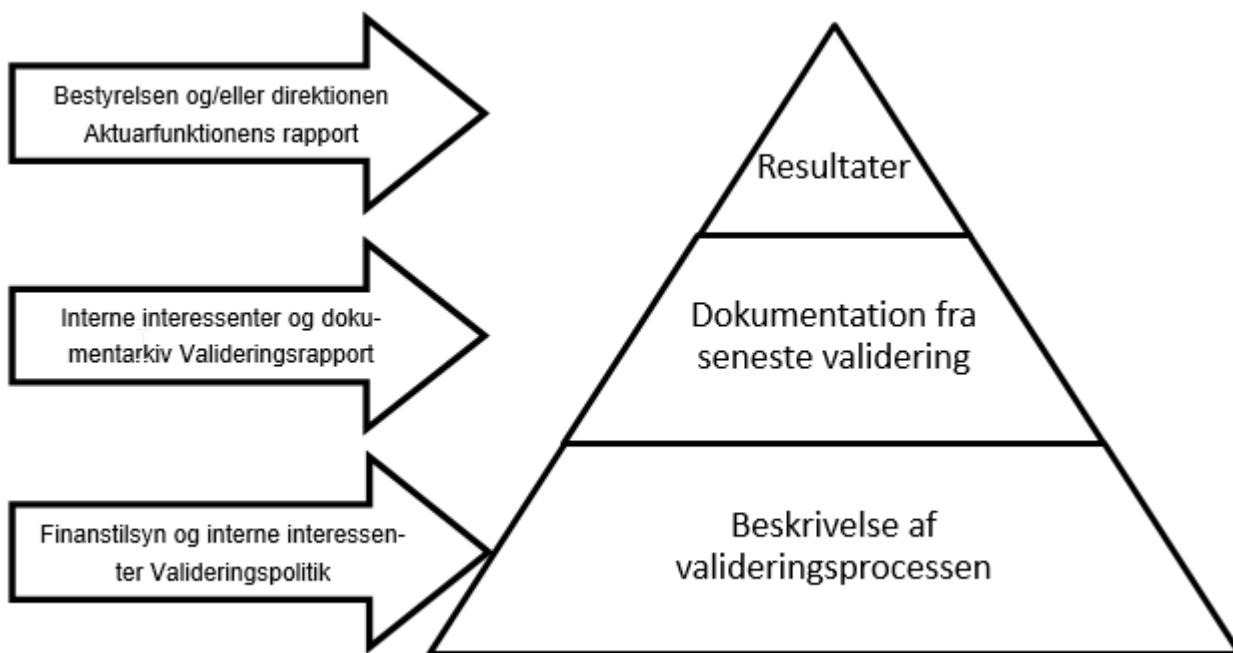 Bestyrelsen og/eller direktionen
Aktuarfunktionens rapport
Resultater
Interne interessenter og doku-
mentarkiv Valideringsrapport
Dokumentation fra
seneste validering
Finanstilsyn og interne interessen-
ter Valideringspolitik
Beskrivelse af
valideringsprocessen